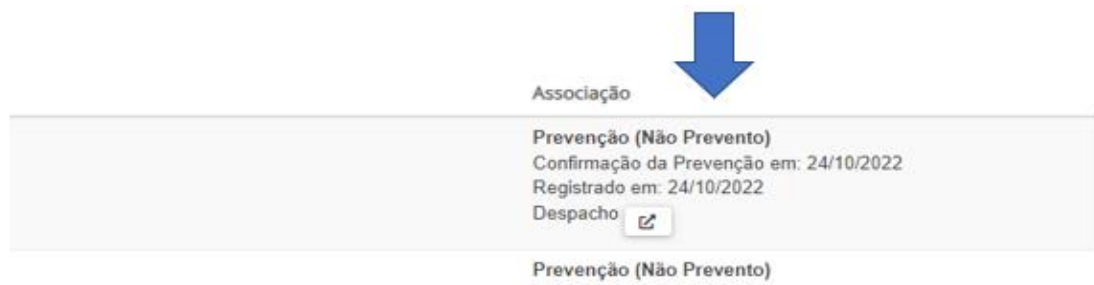 Associação
Prevenção (Não Prevento)
Confirmação da Prevenção em: 24/10/2022
Registrado em: 24/10/2022
Despacho
Prevenção (Não Prevento)